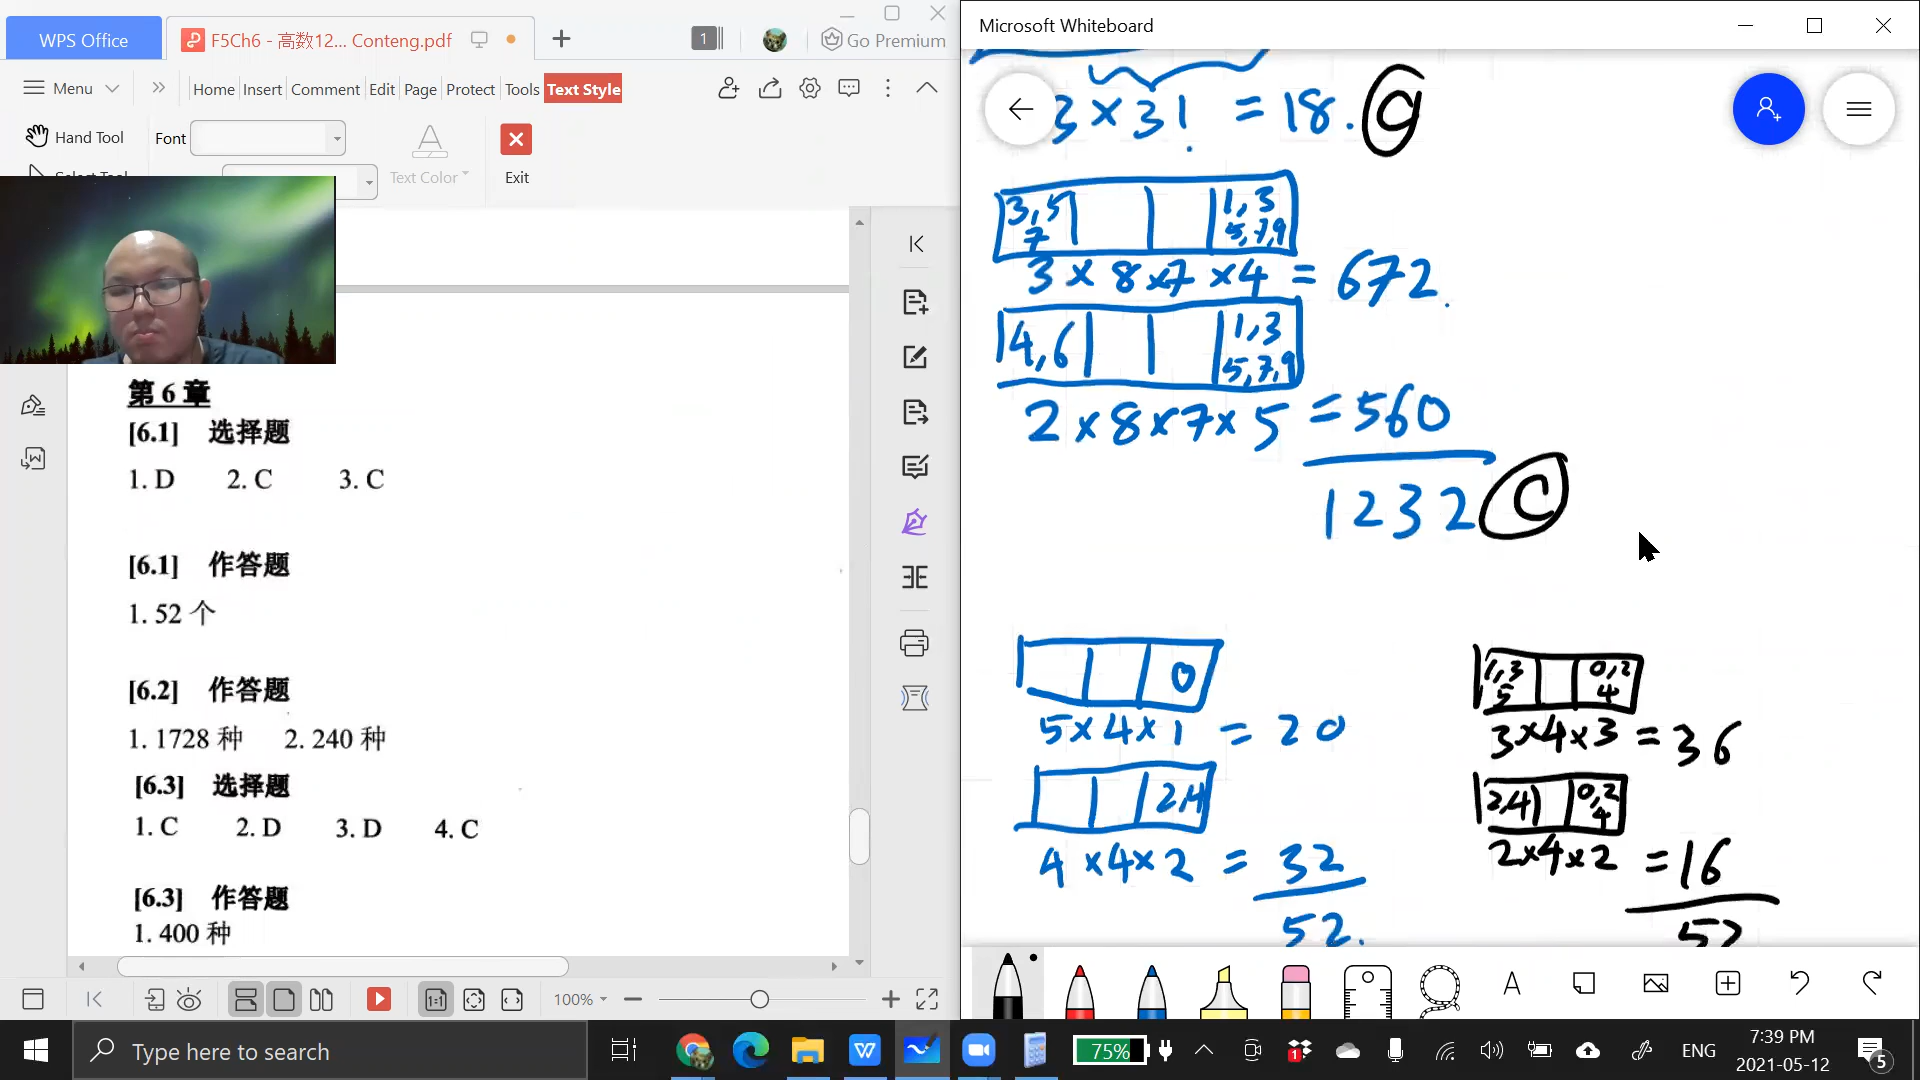 WPS Office
F5Ch6 - 高数12... Conteng.pdf
1
Go Premium
Menu
Home Insert Comment Edit Page Protect Tools Text Style
Hand Tool
Font
Text Color
Exit
第 6 章
[6.1] 选择题
1. D 2. C 3. C
[6.1] 作答题
1. 52 个
[6.2] 作答题
1. 1728 种 2. 240 种
[6.3] 选择题
1. C 2. D 3. D 4. C
[6.3] 作答题
1. 400 种
1:1
100%
Microsoft Whiteboard
3 × 3! = 18.
3, 5
7
1, 3
5, 7, 9
3 × 8 × 7 × 4 = 672.
4, 6
1, 3
5, 7, 9
2 × 8 × 7 × 5 = 560
1232 C
0
5 × 4 × 1 = 20
2, 4
4 × 4 × 2 = 32
52.
1, 3
5
0, 2
4
3 × 4 × 3 = 36
2, 4
0, 2
4
2 × 4 × 2 = 16
52
Type here to search
75%
ENG
7:39 PM
2021-05-12
5